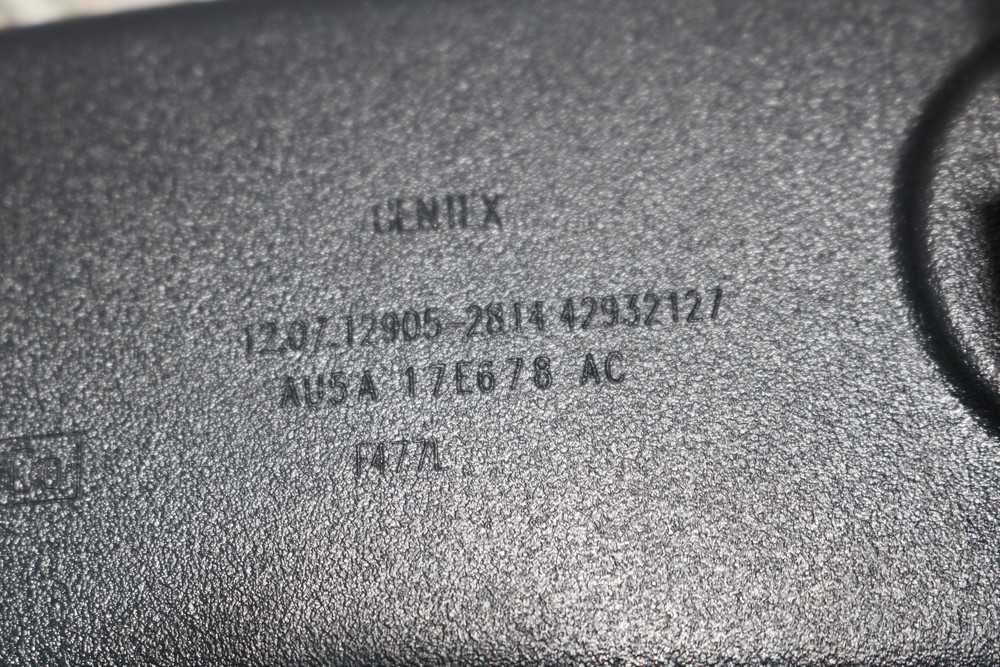 GENTEX
12.07.12905-2814 42932127
AU5A 17E678 AC
F477L